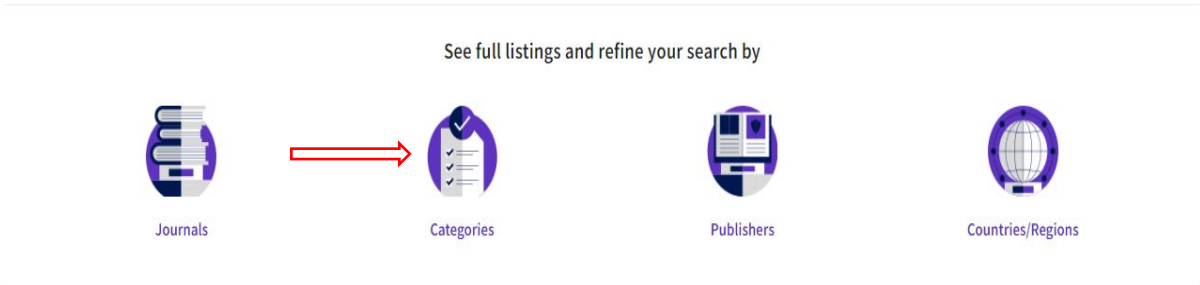 See full listings and refine your search by
Journals
Categories
Publishers
Countries/Regions